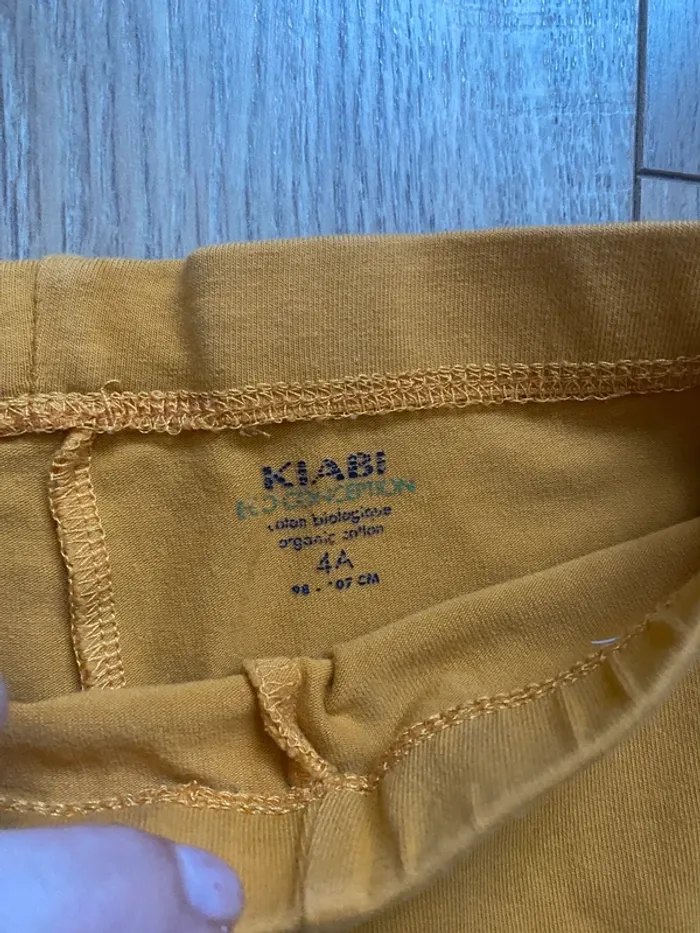 KIABI
ECO CONCEPTION
coton biologique
organic cotton
4A
98 - 107 CM